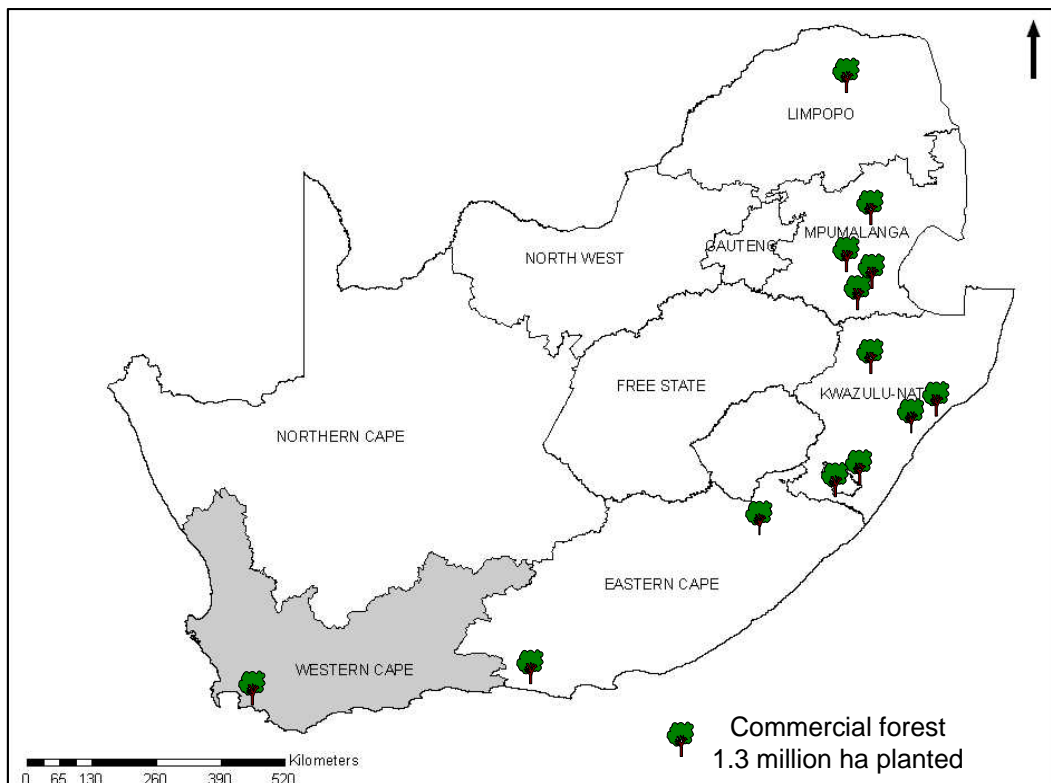 LIMPOPO
MPUMALANGA
GAUTENG
NORTH WEST
FREE STATE
KWAZULU-NAT
NORTHERN CAPE
EASTERN CAPE
WESTERN CAPE
Commercial forest
1.3 million ha planted
Kilometers
0 65 130 260 390 520